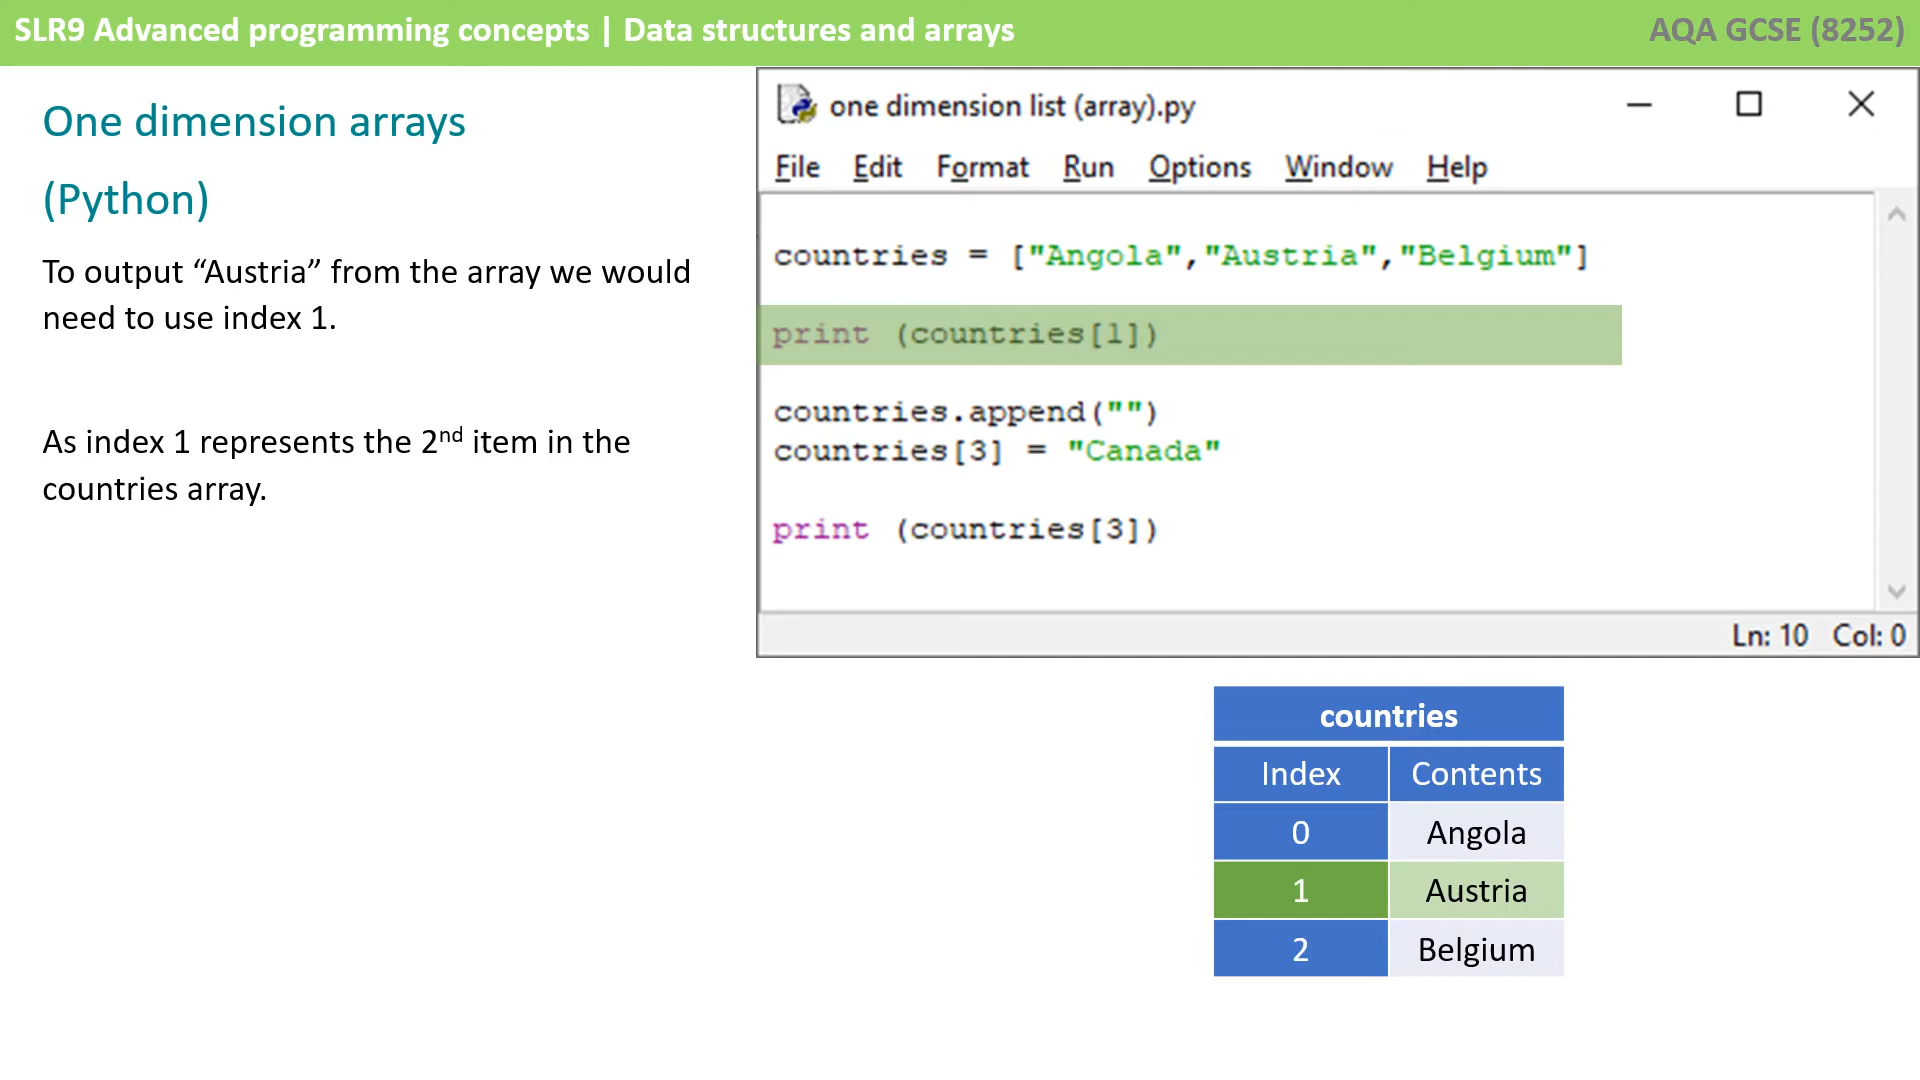 SLR9 Advanced programming concepts | Data structures and arrays
AQA GCSE (8252)
One dimension arrays
(Python)
To output “Austria” from the array we would
need to use index 1.
As index 1 represents the 2nd item in the
countries array.
one dimension list (array).py
File Edit Format Run Options Window Help
countries = ["Angola","Austria","Belgium"]
print (countries[1])
countries.append("")
countries[3] = "Canada"
print (countries[3])
Ln: 10 Col: 0
countries
Index Contents
0 Angola
1 Austria
2 Belgium